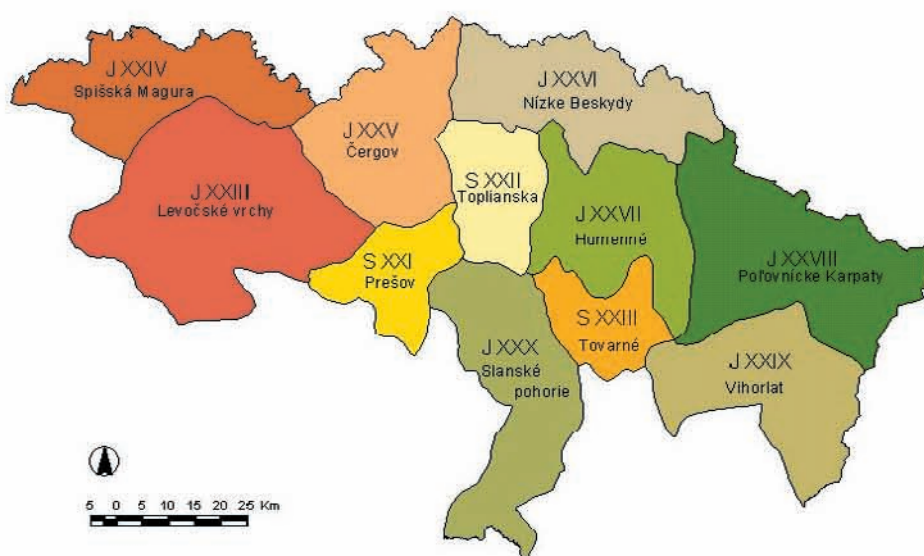 J XXIV
Spišská Magura
J XXV
Čergov
J XXVI
Nízke Beskydy
J XXIII
Levočské vrchy
S XXII
Toplianska
J XXVII
Humenné
J XXVIII
Poľovnícke Karpaty
S XXI
Prešov
S XXIII
Tovarné
J XXX
Slanské
pohorie
J XXIX
Vihorlat
5 0 5 10 15 20 25 Km